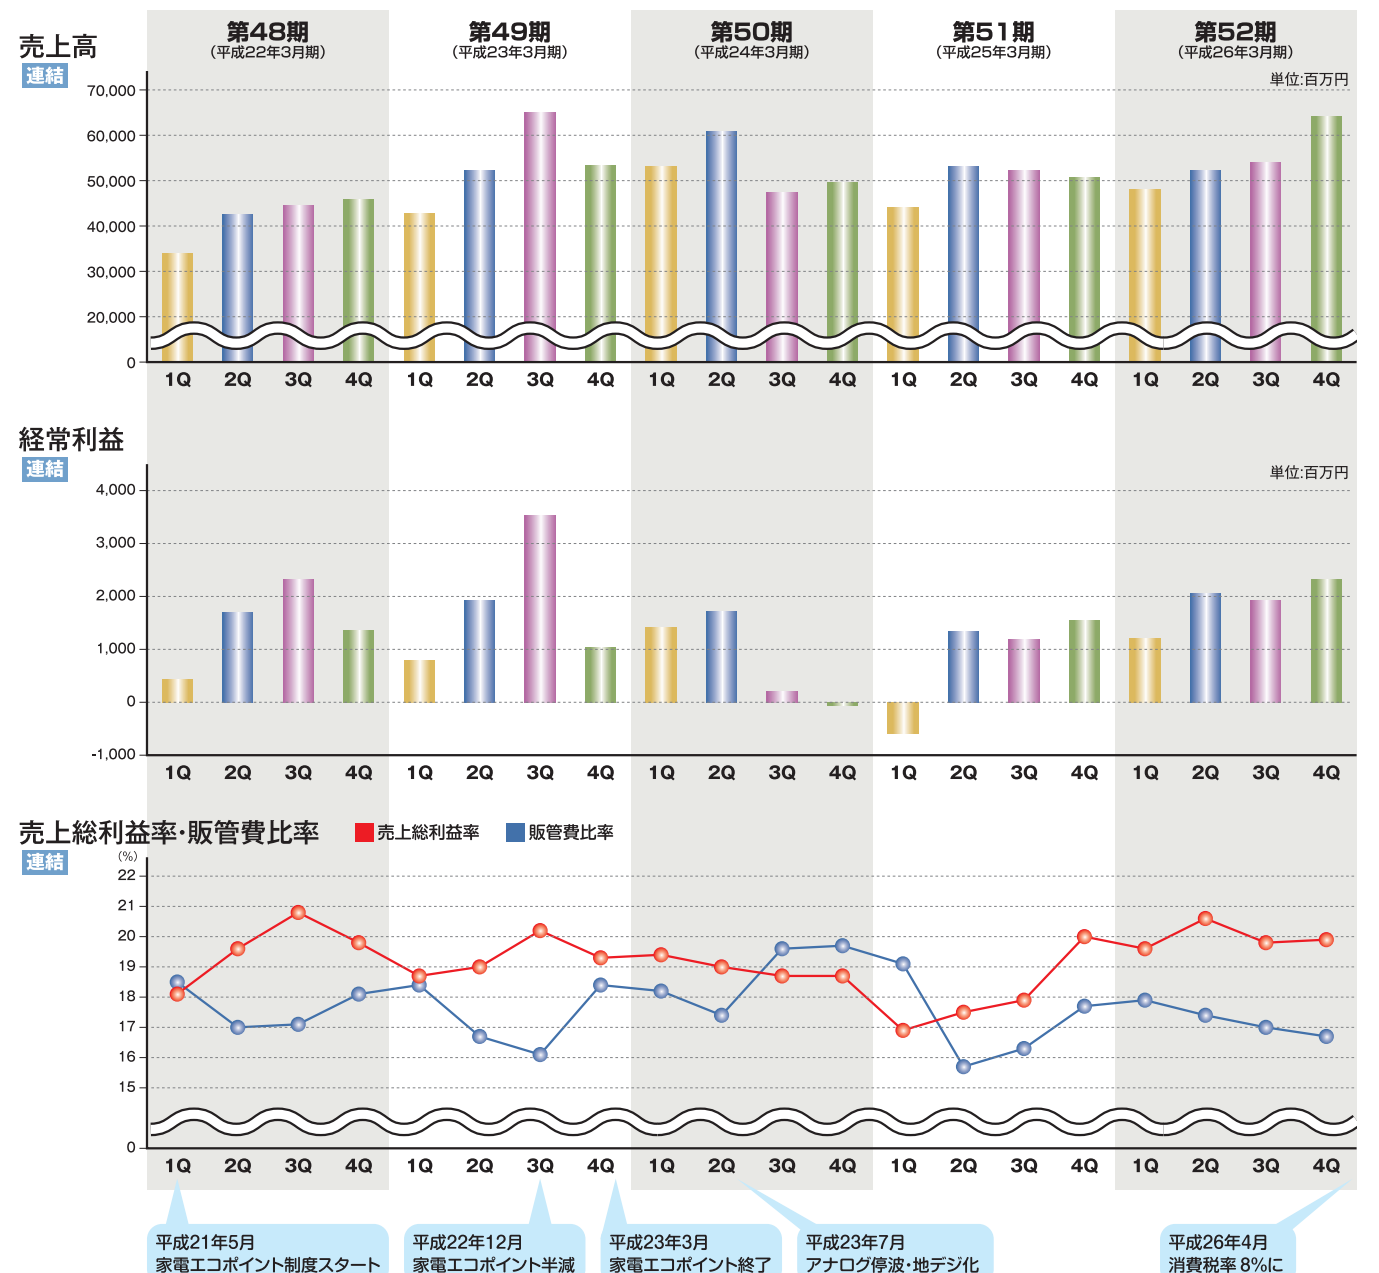 第48期
(平成22年3月期)
第49期
(平成23年3月期)
第50期
(平成24年3月期)
第51期
(平成25年3月期)
第52期
(平成26年3月期)
売上高
連結
単位:百万円
70,000
60,000
50,000
40,000
30,000
20,000
0
1Q 2Q 3Q 4Q 1Q 2Q 3Q 4Q 1Q 2Q 3Q 4Q 1Q 2Q 3Q 4Q 1Q 2Q 3Q 4Q
経常利益
連結
単位:百万円
4,000
3,000
2,000
1,000
0
-1,000
1Q 2Q 3Q 4Q 1Q 2Q 3Q 4Q 1Q 2Q 3Q 4Q 1Q 2Q 3Q 4Q 1Q 2Q 3Q 4Q
売上総利益率・販管費比率 売上総利益率 販管費比率
連結
(%)
22
21
20
19
18
17
16
15
0
1Q 2Q 3Q 4Q 1Q 2Q 3Q 4Q 1Q 2Q 3Q 4Q 1Q 2Q 3Q 4Q 1Q 2Q 3Q 4Q
平成21年5月
家電エコポイント制度スタート
平成22年12月
家電エコポイント半減
平成23年3月
家電エコポイント終了
平成23年7月
アナログ停波・地デジ化
平成26年4月
消費税率 8%に